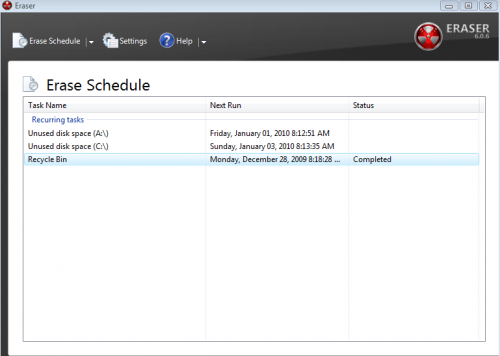 Eraser
Erase Schedule Settings Help
ERASER
6.0.6
Erase Schedule
Task Name Next Run Status
Recurring tasks
Unused disk space (A:\) Friday, January 01, 2010 8:12:51 AM
Unused disk space (C:\) Sunday, January 03, 2010 8:13:35 AM
Recycle Bin Monday, December 28, 2009 8:18:28 ... Completed